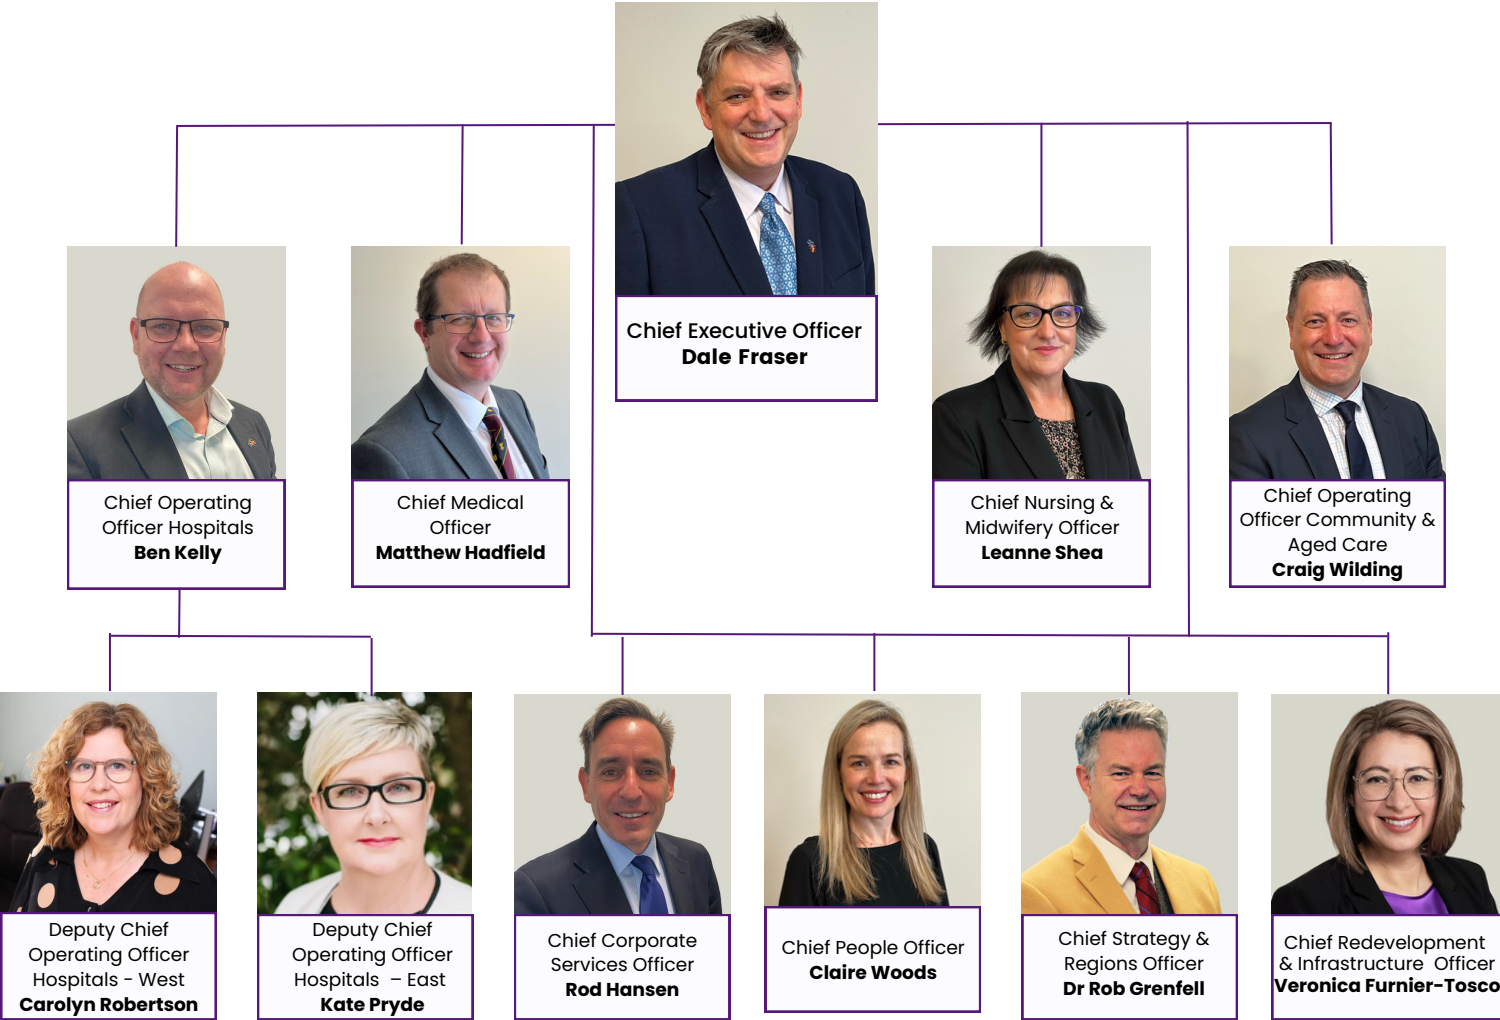 Chief Executive Officer
Dale Fraser
Chief Operating
Officer Hospitals
Ben Kelly
Chief Medical
Officer
Matthew Hadfield
Chief Nursing &
Midwifery Officer
Leanne Shea
Chief Operating
Officer Community &
Aged Care
Craig Wilding
Deputy Chief
Operating Officer
Hospitals - West
Carolyn Robertson
Deputy Chief
Operating Officer
Hospitals – East
Kate Pryde
Chief Corporate
Services Officer
Rod Hansen
Chief People Officer
Claire Woods
Chief Strategy &
Regions Officer
Dr Rob Grenfell
Chief Redevelopment
& Infrastructure Officer
Veronica Furnier-Tosco